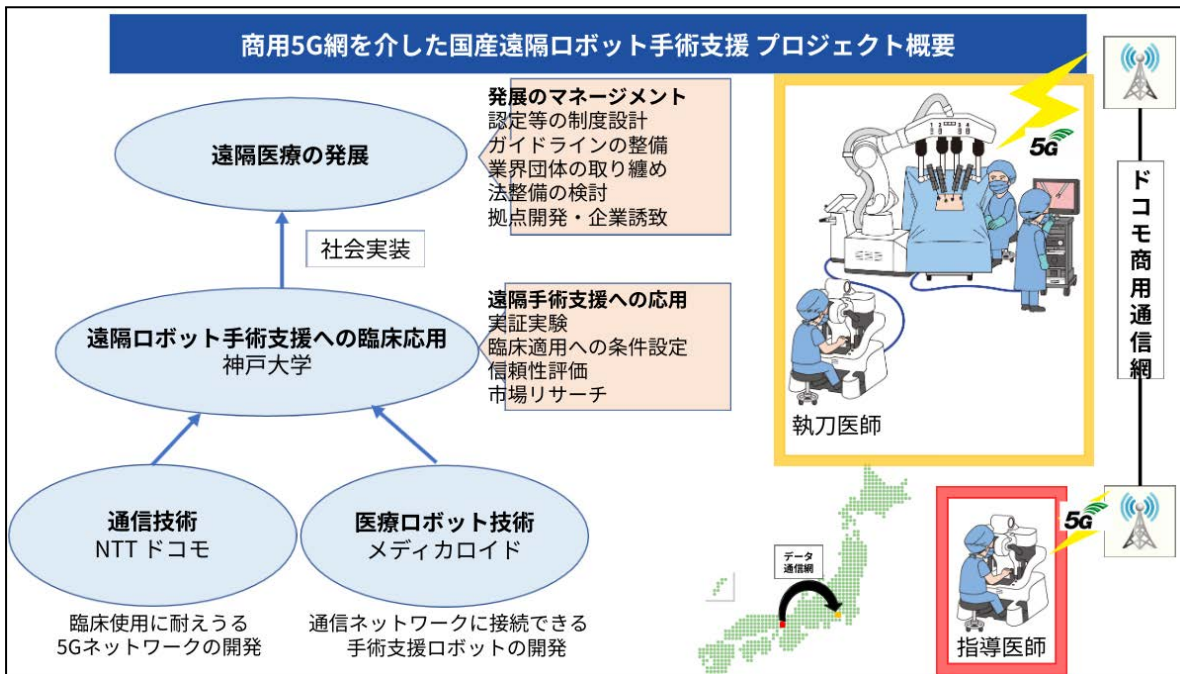 商用5G網を介した国産遠隔ロボット手術支援 プロジェクト概要
遠隔医療の発展
発展のマネージメント
認定等の制度設計
ガイドラインの整備
業界団体の取り纏め
法整備の検討
拠点開発・企業誘致
社会実装
遠隔ロボット手術支援への臨床応用
神戸大学
遠隔手術支援への応用
実証実験
臨床適用への条件設定
信頼性評価
市場リサーチ
通信技術
NTTドコモ
医療ロボット技術
メディカロイド
臨床使用に耐えうる
5Gネットワークの開発
通信ネットワークに接続できる
手術支援ロボットの開発
1 2 3 4
5G
執刀医師
ドコモ商用通信網
データ
通信網
5G
指導医師